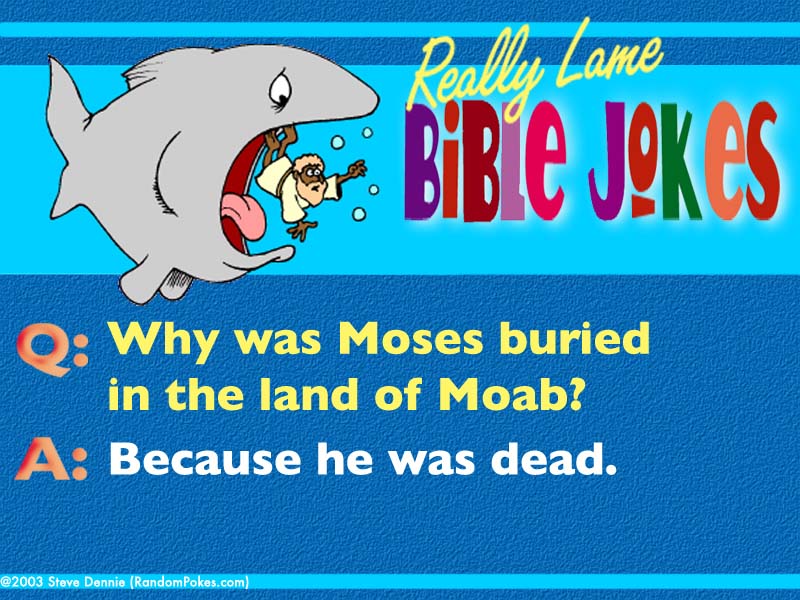 Really Lame
BIBLE JOKES
Q: Why was Moses buried
in the land of Moab?
A: Because he was dead.
@2003 Steve Dennie (RandomPokes.com)